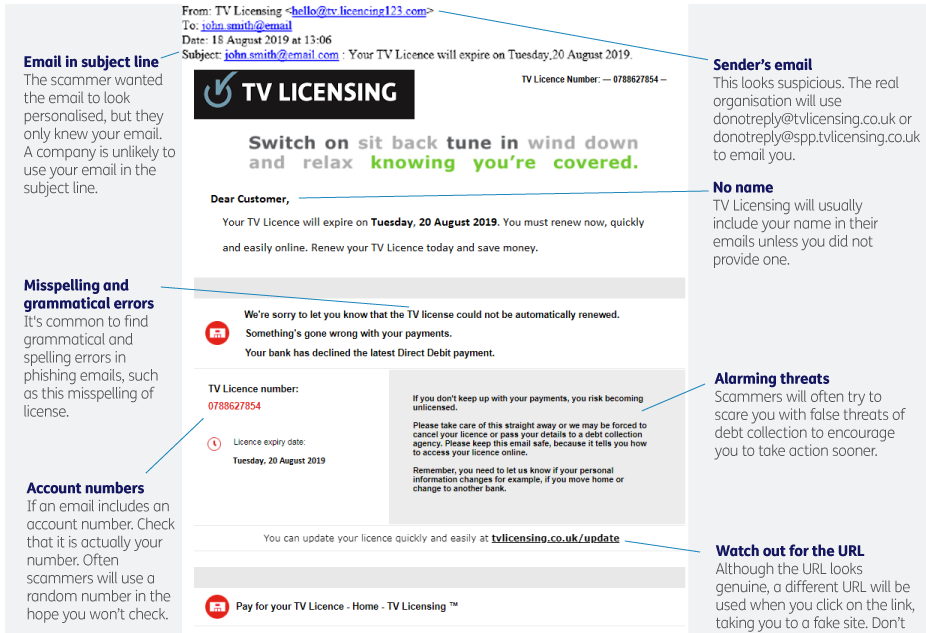 From: TV Licensing <hello@tv.licencing123.com>
To: john.smith@email
Date: 18 August 2019 at 13:06
Subject: john.smith@email.com : Your TV Licence will expire on Tuesday,20 August 2019.
Email in subject line
The scammer wanted
the email to look
personalised, but they
only knew your email.
A company is unlikely to
use your email in the
subject line.
TV LICENSING
TV Licence Number: — 0788627854 –
Switch on sit back tune in wind down
and relax knowing you're covered.
Sender's email
This looks suspicious. The real
organisation will use
donotreply@tvlicensing.co.uk or
donotreply@spp.tvlicensing.co.uk
to email you.
Dear Customer,
Your TV Licence will expire on Tuesday, 20 August 2019. You must renew now, quickly
and easily online. Renew your TV Licence today and save money.
No name
TV Licensing will usually
include your name in their
emails unless you did not
provide one.
Misspelling and
grammatical errors
It's common to find
grammatical and
spelling errors in
phishing emails, such
as this misspelling of
license.
We're sorry to let you know that the TV license could not be automatically renewed.
Something's gone wrong with your payments.
Your bank has declined the latest Direct Debit payment.
TV Licence number:
0788627854
Licence expiry date:
Tuesday, 20 August 2019
If you don't keep up with your payments, you risk becoming
unlicensed.
Please take care of this straight away or we may be forced to
cancel your licence or pass your details to a debt collection
agency. Please keep this email safe, because it tells you how
to access your licence online.
Remember, you need to let us know if your personal
information changes for example, if you move home or
change to another bank.
Alarming threats
Scammers will often try to
scare you with false threats of
debt collection to encourage
you to take action sooner.
Account numbers
If an email includes an
account number. Check
that it is actually your
number. Often
scammers will use a
random number in the
hope you won't check.
You can update your licence quickly and easily at tvlicensing.co.uk/update
Watch out for the URL
Although the URL looks
genuine, a different URL will be
used when you click on the link,
taking you to a fake site. Don't
Pay for your TV Licence - Home - TV Licensing ™